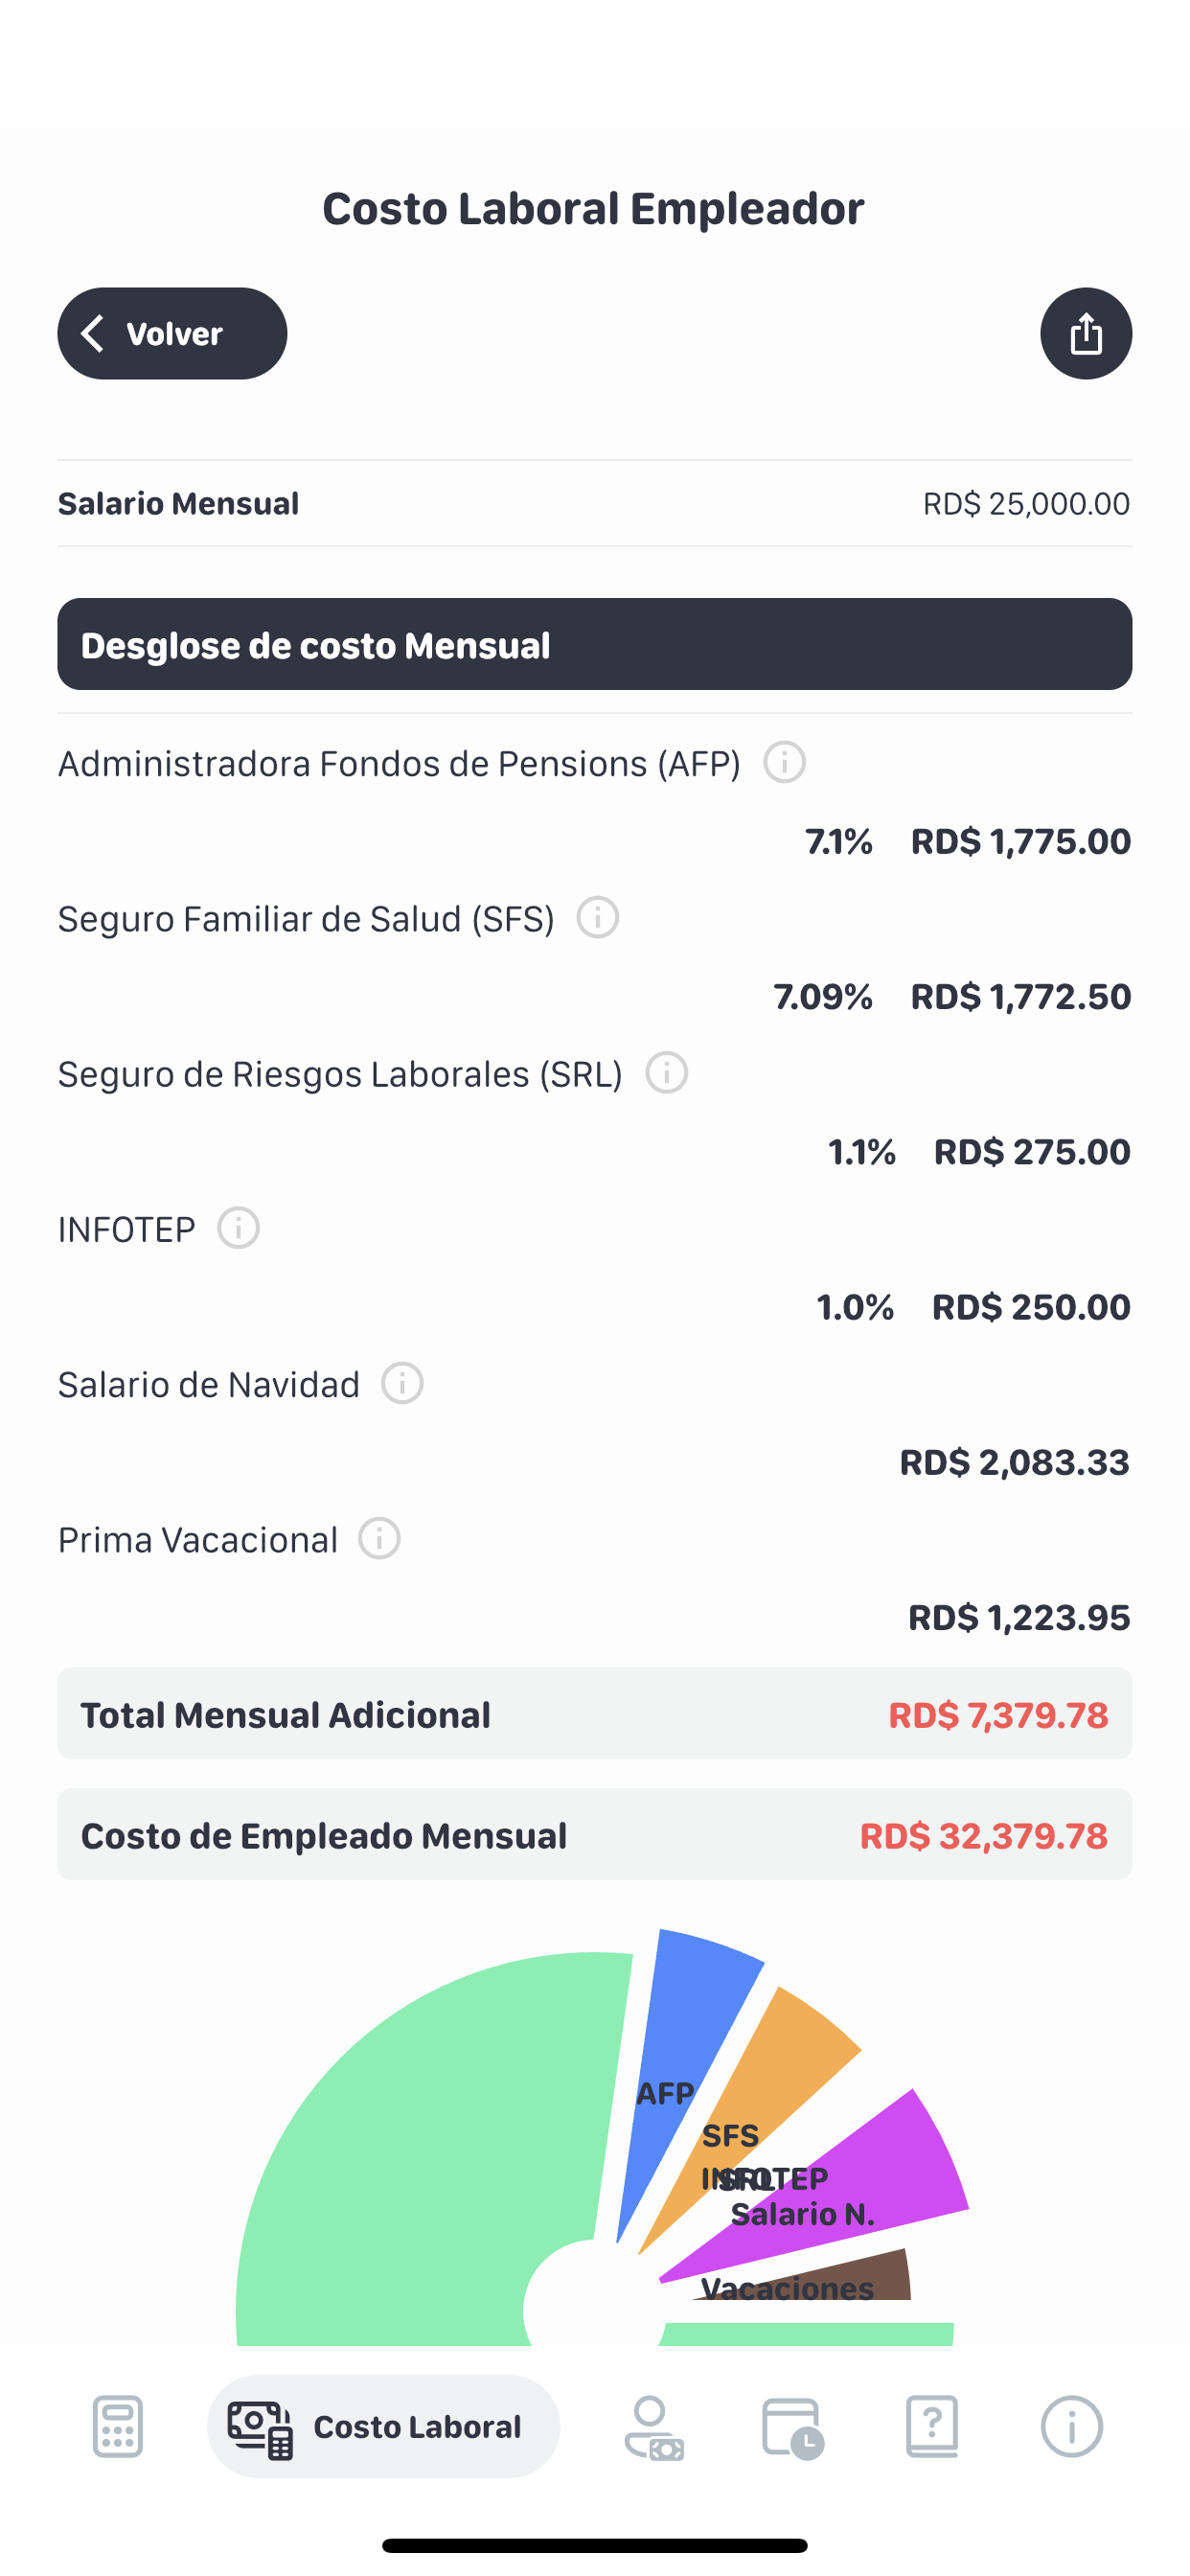 Costo Laboral Empleador
Volver
Salario Mensual RD$ 25,000.00
Desglose de costo Mensual
Administradora Fondos de Pensions (AFP)
7.1% RD$ 1,775.00
Seguro Familiar de Salud (SFS)
7.09% RD$ 1,772.50
Seguro de Riesgos Laborales (SRL)
1.1% RD$ 275.00
INFOTEP
1.0% RD$ 250.00
Salario de Navidad
RD$ 2,083.33
Prima Vacacional
RD$ 1,223.95
Total Mensual Adicional RD$ 7,379.78
Costo de Empleado Mensual RD$ 32,379.78
AFP
SFS
INFOTEP
SRL
Salario N.
Vacaciones
Costo Laboral